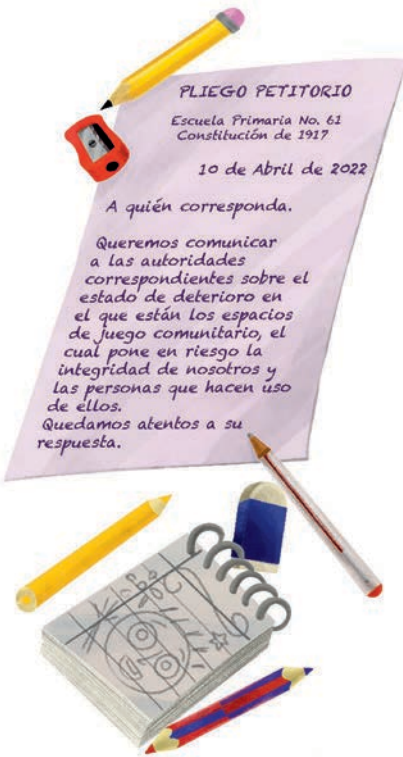 PLIEGO PETITORIO
Escuela Primaria No. 61
Constitución de 1917
10 de Abril de 2022
A quién corresponda.
Queremos comunicar
a las autoridades
correspondientes sobre el
estado de deterioro en
el que están los espacios
de juego comunitario, el
cual pone en riesgo la
integridad de nosotros y
las personas que hacen uso
de ellos.
Quedamos atentos a su
respuesta.